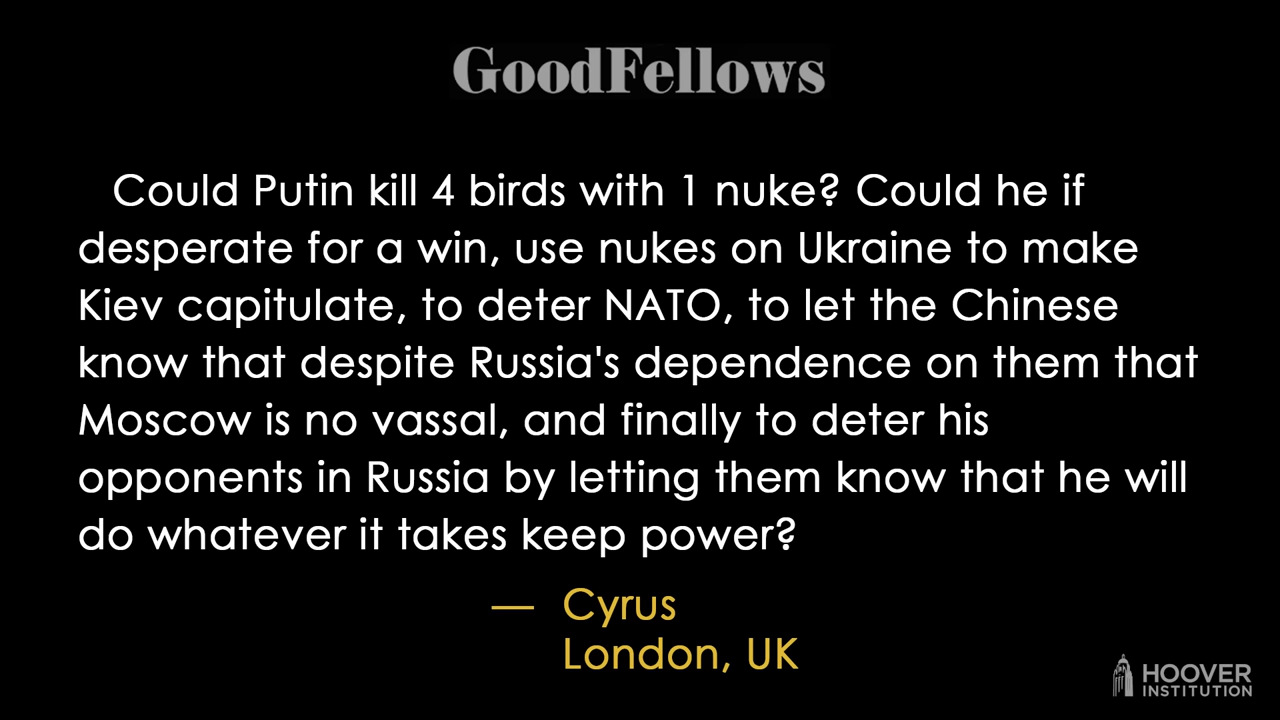 GoodFellows
Could Putin kill 4 birds with 1 nuke? Could he if
desperate for a win, use nukes on Ukraine to make
Kiev capitulate, to deter NATO, to let the Chinese
know that despite Russia's dependence on them that
Moscow is no vassal, and finally to deter his
opponents in Russia by letting them know that he will
do whatever it takes keep power?
— Cyrus
London, UK
HOOVER
INSTITUTION